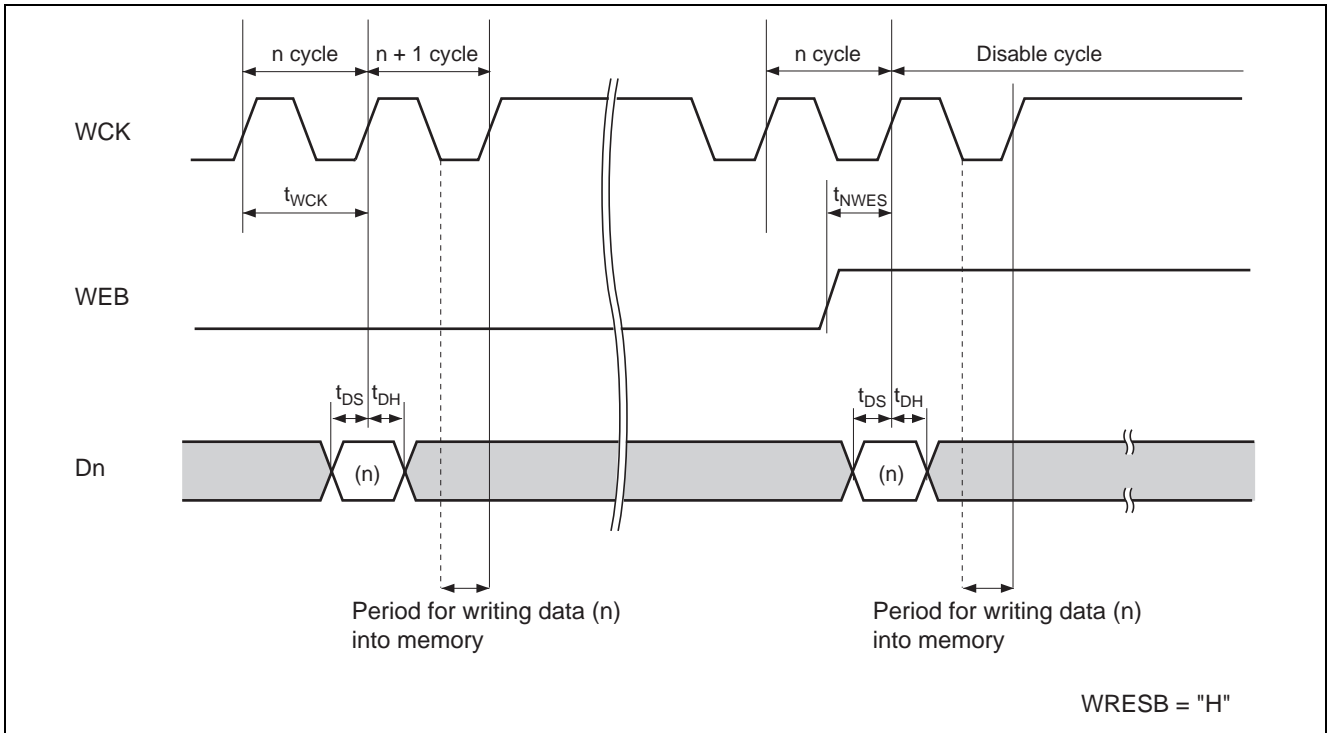 n cycle
n + 1 cycle
n cycle
Disable cycle
WCK
tWCK
tNWES
WEB
tDS
tDH
tDS
tDH
Dn
(n)
(n)
Period for writing data (n)
into memory
Period for writing data (n)
into memory
WRESB = "H"